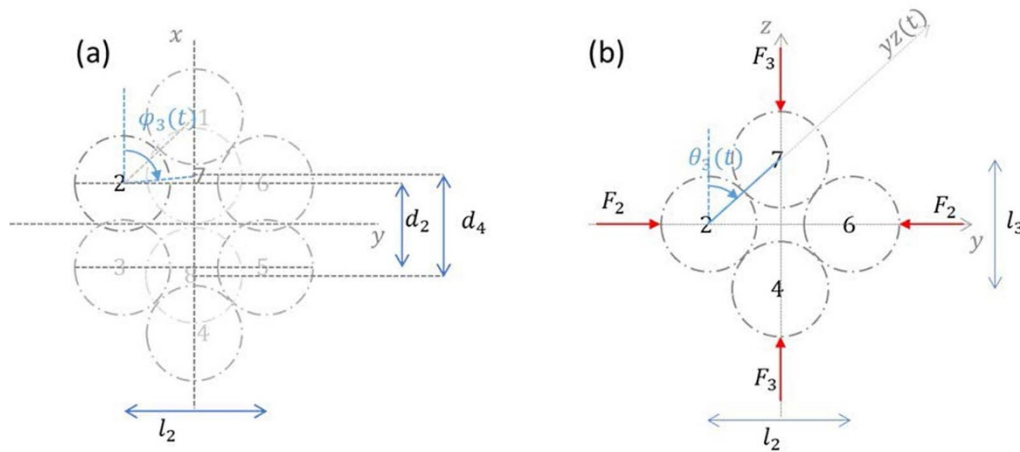 (a)
x
ϕ₃(t)
1
2
7
6
y
d₂
d₄
3
8
5
4
l₂
(b)
z
yz(t)
F₃
θ₃(t)
7
F₂
2
6
F₂
y
l₃
4
F₃
l₂